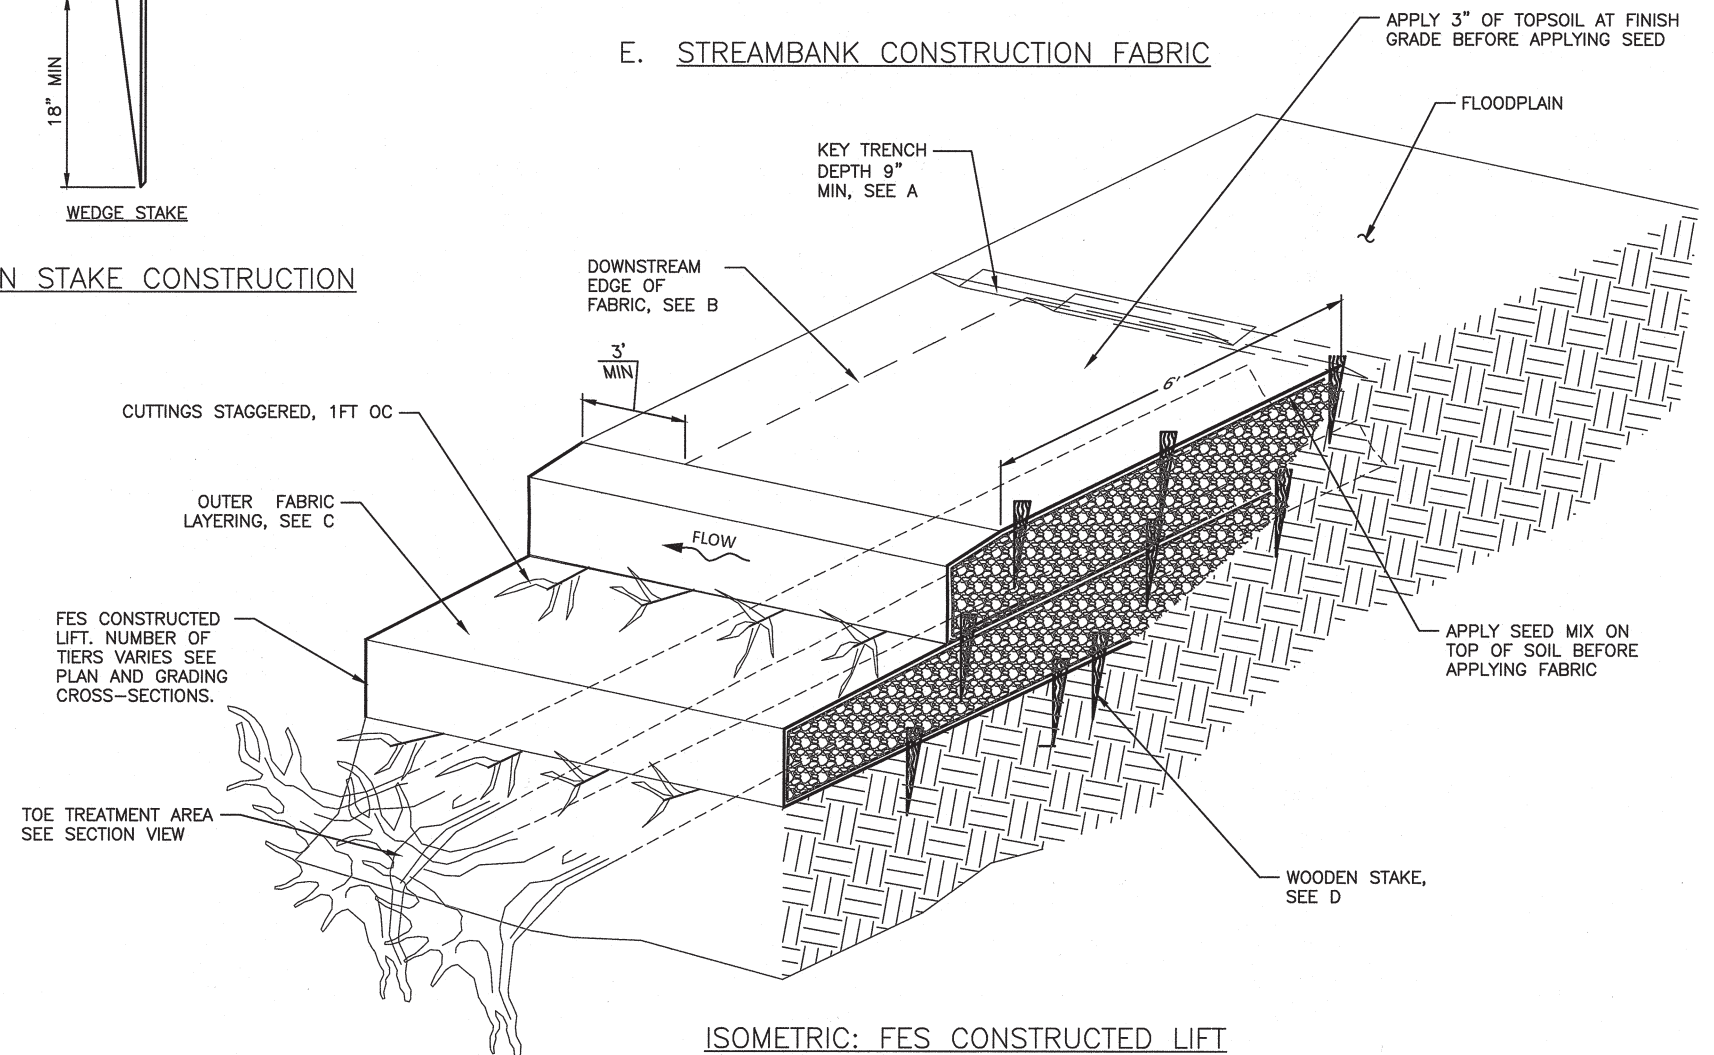 E. STREAMBANK CONSTRUCTION FABRIC
APPLY 3" OF TOPSOIL AT FINISH
GRADE BEFORE APPLYING SEED
18" MIN
FLOODPLAIN
KEY TRENCH
DEPTH 9"
MIN, SEE A
WEDGE STAKE
N STAKE CONSTRUCTION
DOWNSTREAM
EDGE OF
FABRIC, SEE B
3'
MIN
6'
CUTTINGS STAGGERED, 1FT OC
OUTER FABRIC
LAYERING, SEE C
FLOW
FES CONSTRUCTED
LIFT. NUMBER OF
TIERS VARIES SEE
PLAN AND GRADING
CROSS-SECTIONS.
APPLY SEED MIX ON
TOP OF SOIL BEFORE
APPLYING FABRIC
TOE TREATMENT AREA
SEE SECTION VIEW
WOODEN STAKE,
SEE D
ISOMETRIC: FES CONSTRUCTED LIFT